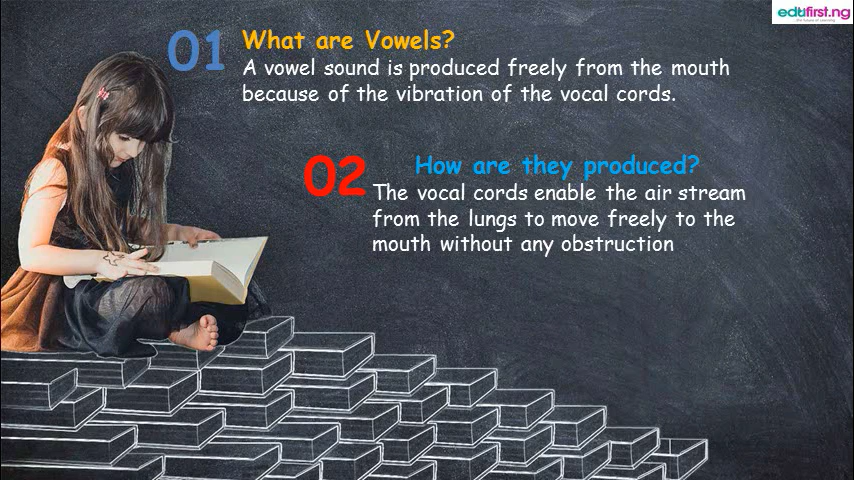 edufirst.ng
01
What are Vowels?
A vowel sound is produced freely from the mouth
because of the vibration of the vocal cords.
02
How are they produced?
The vocal cords enable the air stream
from the lungs to move freely to the
mouth without any obstruction